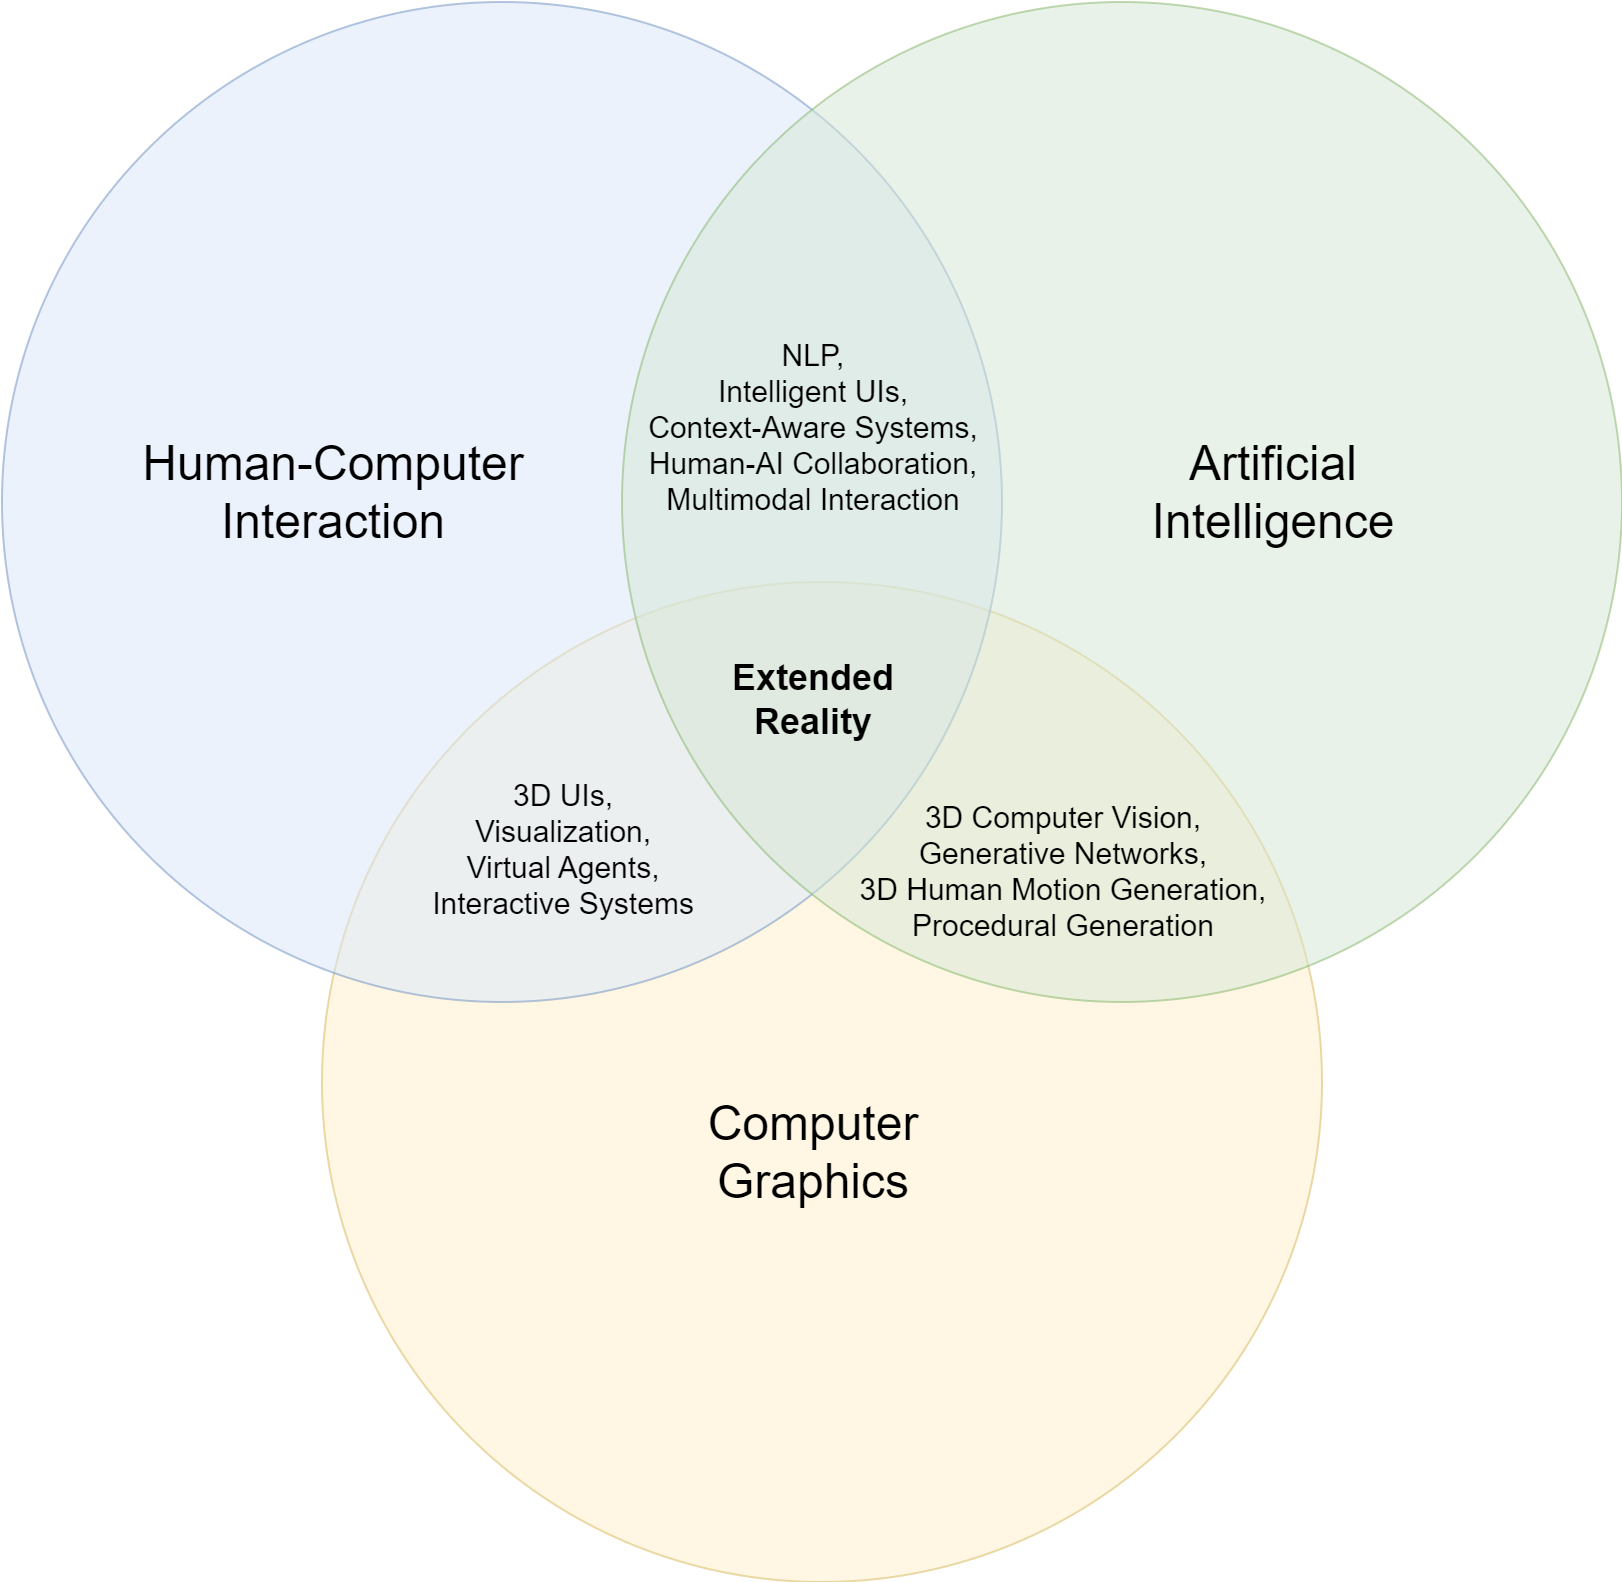 NLP,
Intelligent UIs,
Context-Aware Systems,
Human-AI Collaboration,
Multimodal Interaction
Human-Computer
Interaction
Artificial
Intelligence
Extended
Reality
3D UIs,
Visualization,
Virtual Agents,
Interactive Systems
3D Computer Vision,
Generative Networks,
3D Human Motion Generation,
Procedural Generation
Computer
Graphics